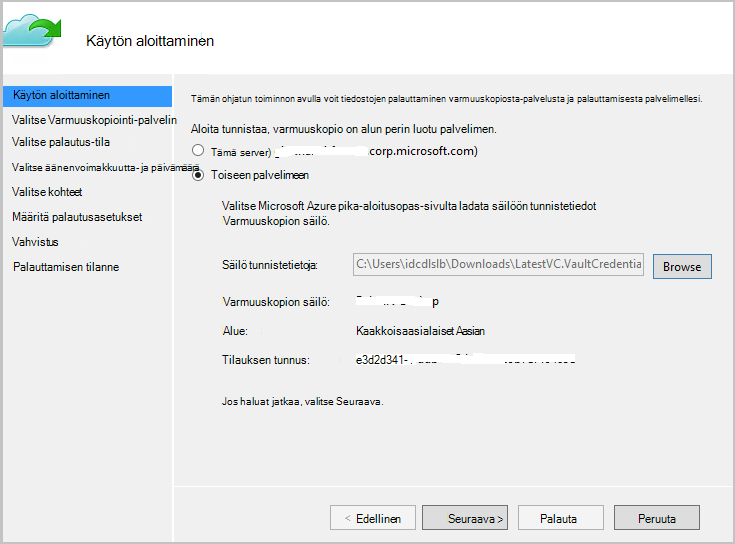 Käytön aloittaminen
Käytön aloittaminen
Valitse Varmuuskopiointi-palvelin
Valitse palautus-tila
Valitse äänenvoimakkuutta- ja päivämäärä
Valitse kohteet
Määritä palautusasetukset
Vahvistus
Palauttamisen tilanne
Tämän ohjatun toiminnon avulla voit tiedostojen palauttaminen varmuuskopiosta-palvelusta ja palauttamisesta palvelimellesi.
Aloita tunnistaa, varmuuskopio on alun perin luotu palvelimen.
Tämä server) corp.microsoft.com)
Toiseen palvelimeen
Valitse Microsoft Azure pika-aloitusopas-sivulta ladata säilöön tunnistetiedot
Varmuuskopion säilö.
Säilö tunnistetietoja: C:\Users\idcdlslb\Downloads\LatestVC.VaultCredentia Browse
Varmuuskopion säilö: p
Alue: Kaakkoisaasialaiset Aasian
Tilauksen tunnus: e3d2d341-
Jos haluat jatkaa, valitse Seuraava.
< Edellinen Seuraava > Palauta Peruuta